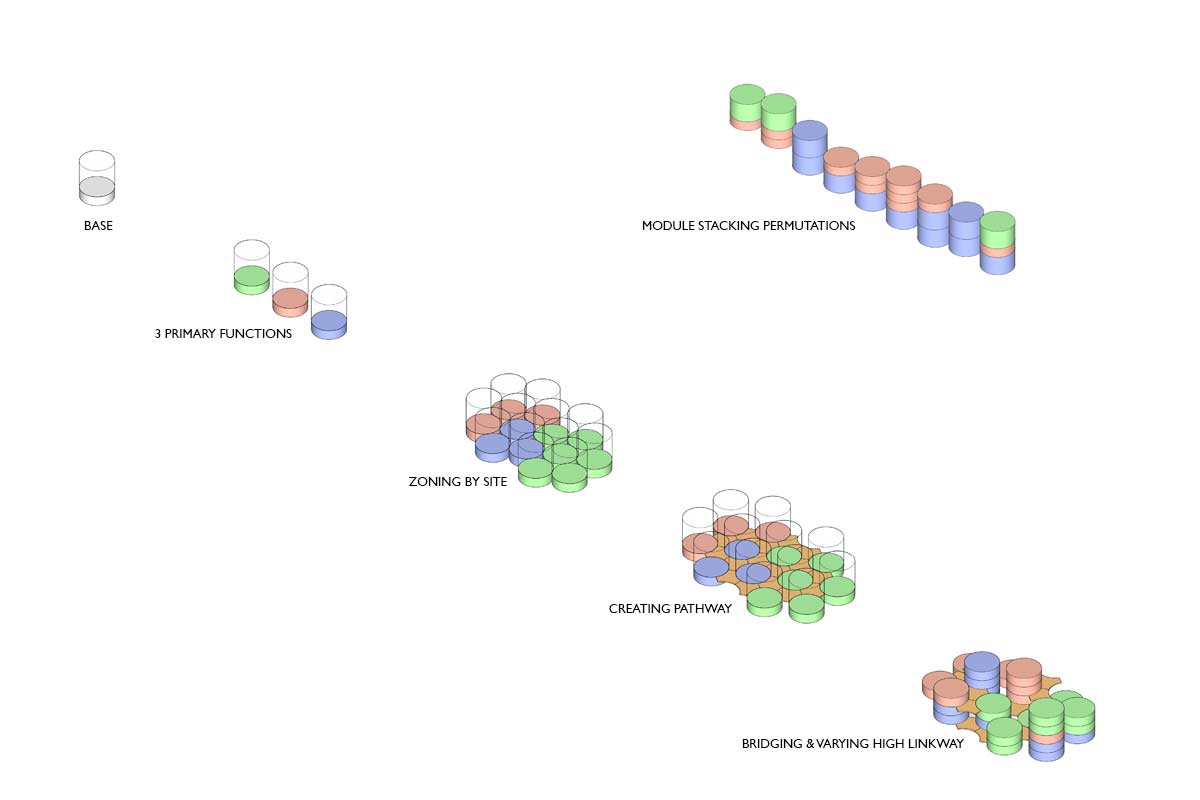 BASE
MODULE STACKING PERMUTATIONS
3 PRIMARY FUNCTIONS
ZONING BY SITE
CREATING PATHWAY
BRIDGING & VARYING HIGH LINKWAY